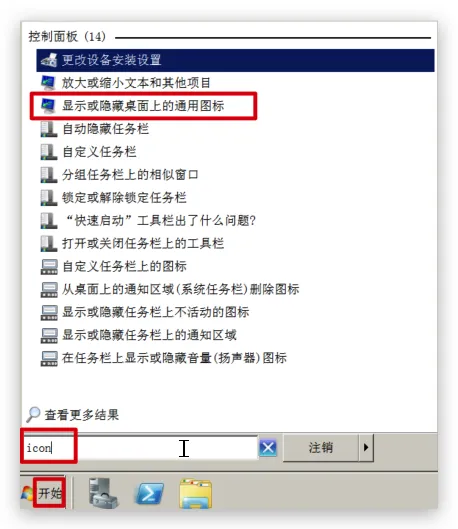 控制面板 (14)
更改设备安装设置
放大或缩小文本和其他项目
显示或隐藏桌面上的通用图标
自动隐藏任务栏
自定义任务栏
分组任务栏上的相似窗口
锁定或解除锁定任务栏
“快速启动”工具栏出了什么问题?
打开或关闭任务栏上的工具栏
自定义任务栏上的图标
从桌面上的通知区域(系统任务栏)删除图标
显示或隐藏任务栏上不活动的图标
显示或隐藏任务栏上的通知区域
在任务栏上显示或隐藏音量(扬声器)图标
查看更多结果
icon
注销
开始